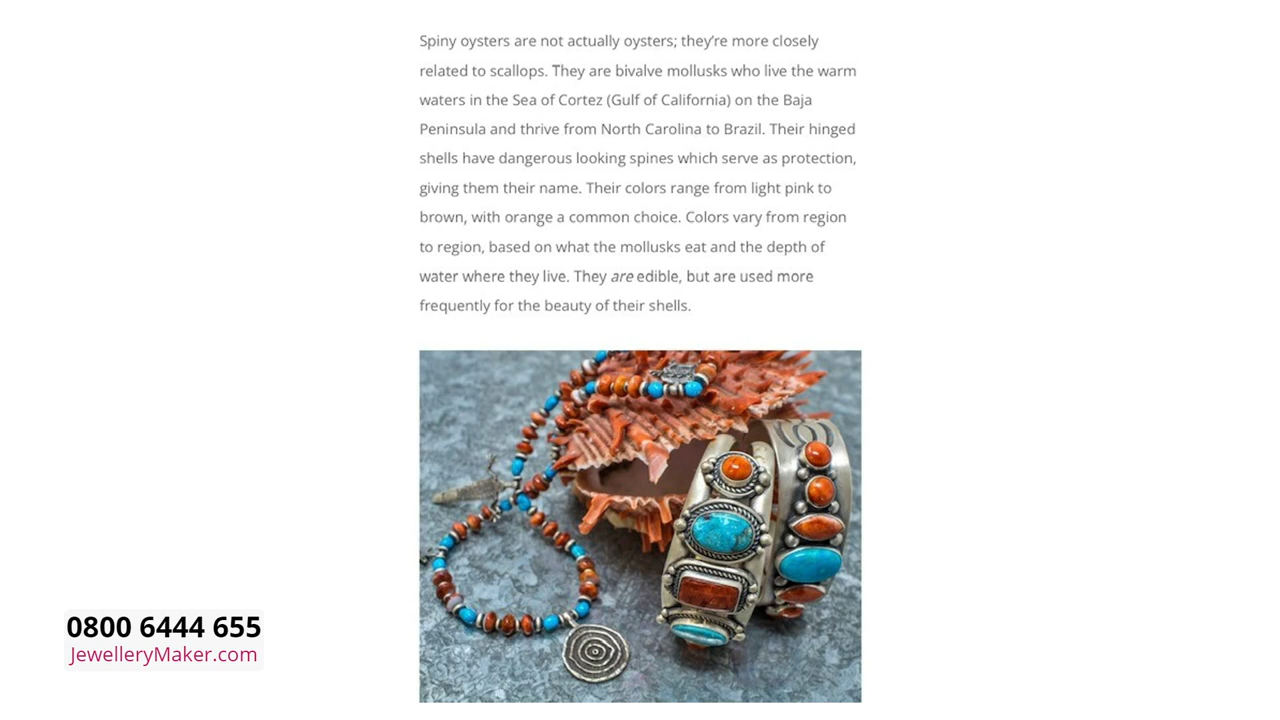 Spiny oysters are not actually oysters; they're more closely
related to scallops. They are bivalve mollusks who live the warm
waters in the Sea of Cortez (Gulf of California) on the Baja
Peninsula and thrive from North Carolina to Brazil. Their hinged
shells have dangerous looking spines which serve as protection,
giving them their name. Their colors range from light pink to
brown, with orange a common choice. Colors vary from region
to region, based on what the mollusks eat and the depth of
water where they live. They are edible, but are used more
frequently for the beauty of their shells.
0800 6444 655
JewelleryMaker.com